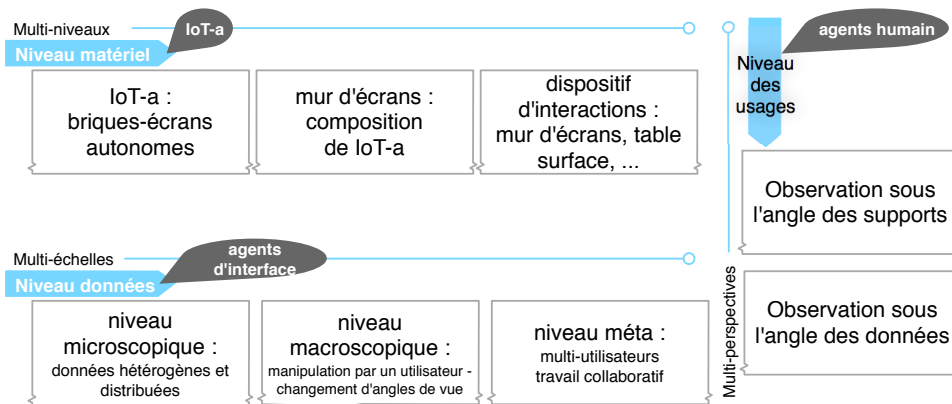 Multi-niveaux
IoT-a
Niveau matériel
IoT-a :
briques-écrans
autonomes
mur d'écrans :
composition
de IoT-a
dispositif
d'interactions :
mur d'écrans, table
surface, ...
Multi-échelles
agents
d'interface
Niveau données
niveau
microscopique :
données hétérogènes et
distribuées
niveau
macroscopique :
manipulation par un utilisateur -
changement d'angles de vue
niveau méta :
multi-utilisateurs
travail collaboratif
agents humain
Niveau
des
usages
Multi-perspectives
Observation sous
l'angle des supports
Observation sous
l'angle des données